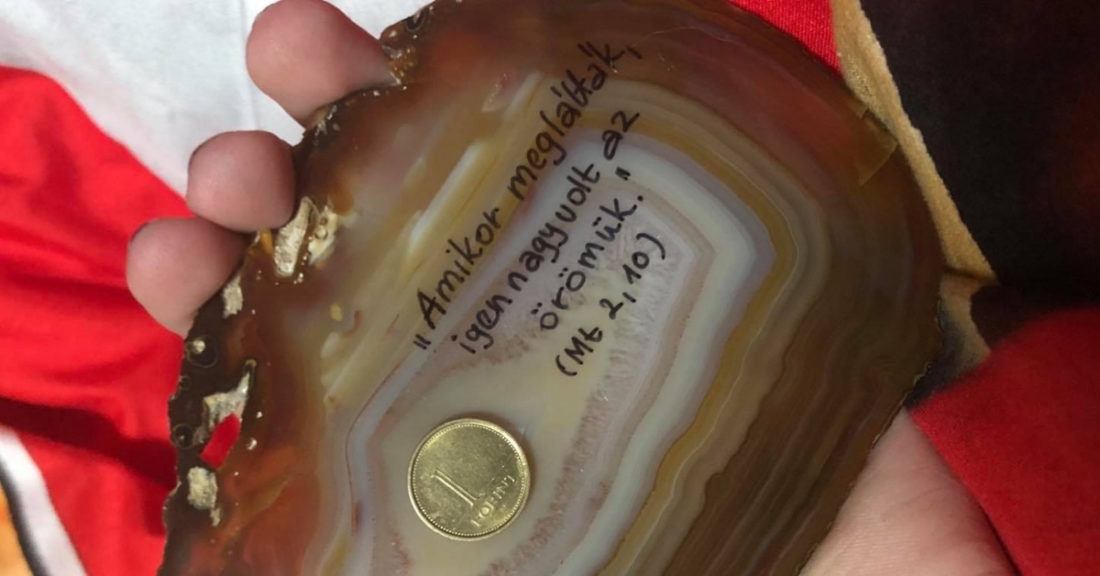 „Amikor meglátták,
igen nagy volt az
örömük."
(Mt 2,10)
1
FORINT